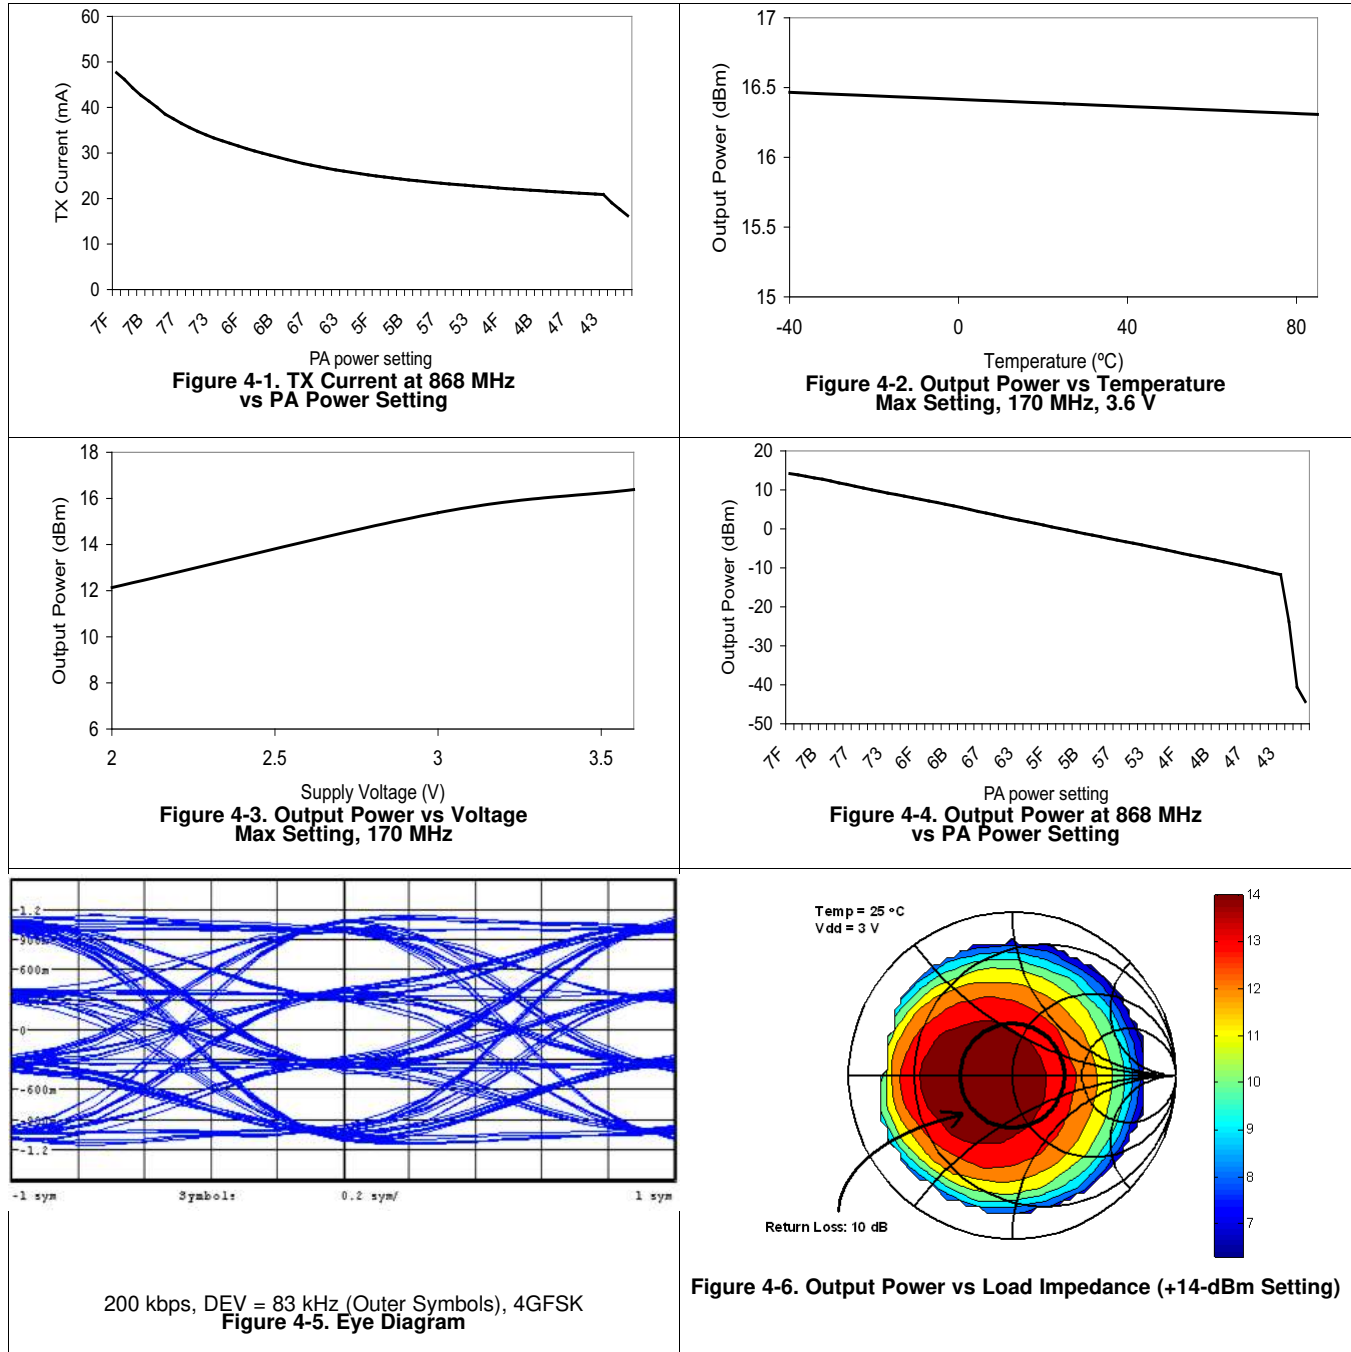 60
50
40
30
20
10
0
TX Current (mA)
7F 7B 77 73 6F 6B 67 63 5F 5B 57 53 4F 4B 47 43
PA power setting
Figure 4-1. TX Current at 868 MHz
vs PA Power Setting
17
16.5
16
15.5
15
Output Power (dBm)
-40 0 40 80
Temperature (ºC)
Figure 4-2. Output Power vs Temperature
Max Setting, 170 MHz, 3.6 V
18
16
14
12
10
8
6
Output Power (dBm)
2 2.5 3 3.5
Supply Voltage (V)
Figure 4-3. Output Power vs Voltage
Max Setting, 170 MHz
20
10
0
-10
-20
-30
-40
-50
Output Power (dBm)
7F 7B 77 73 6F 6B 67 63 5F 5B 57 53 4F 4B 47 43
PA power setting
Figure 4-4. Output Power at 868 MHz
vs PA Power Setting
1.2
900m
600m
0
-600m
-900m
-1.2
-1 sym Symbols: 0.2 sym/ 1 sym
200 kbps, DEV = 83 kHz (Outer Symbols), 4GFSK
Figure 4-5. Eye Diagram
Temp = 25 ºC
Vdd = 3 V
Return Loss: 10 dB
14
13
12
11
10
9
8
7
Figure 4-6. Output Power vs Load Impedance (+14-dBm Setting)